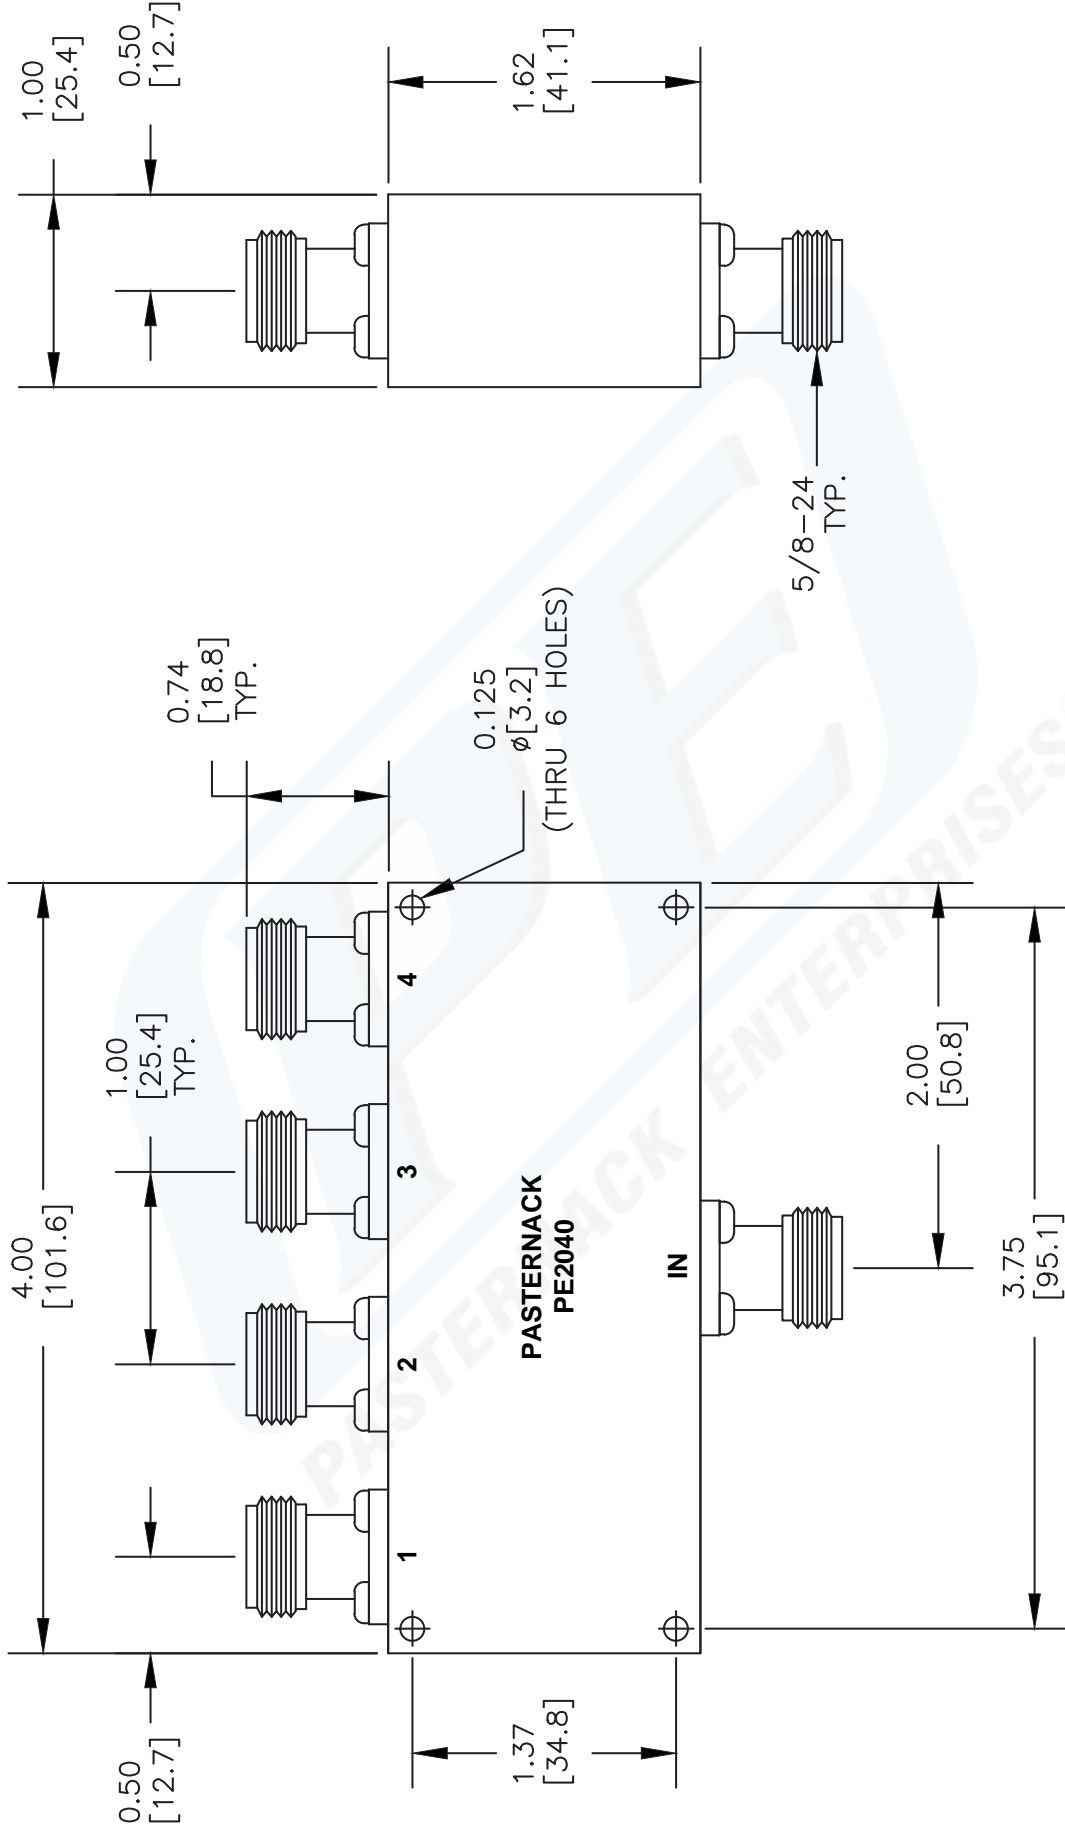 4.00
[101.6]
0.50
[12.7]
1.00
[25.4]
TYP.
0.74
[18.8]
TYP.
1.00
[25.4]
0.50
[12.7]
1
2
3
4
PASTERNACK
PE2040
IN
1.37
[34.8]
0.125
ø[3.2]
(THRU 6 HOLES)
1.62
[41.1]
5/8-24
TYP.
2.00
[50.8]
3.75
[95.1]
PE
PASTERNACK ENTERPRISES